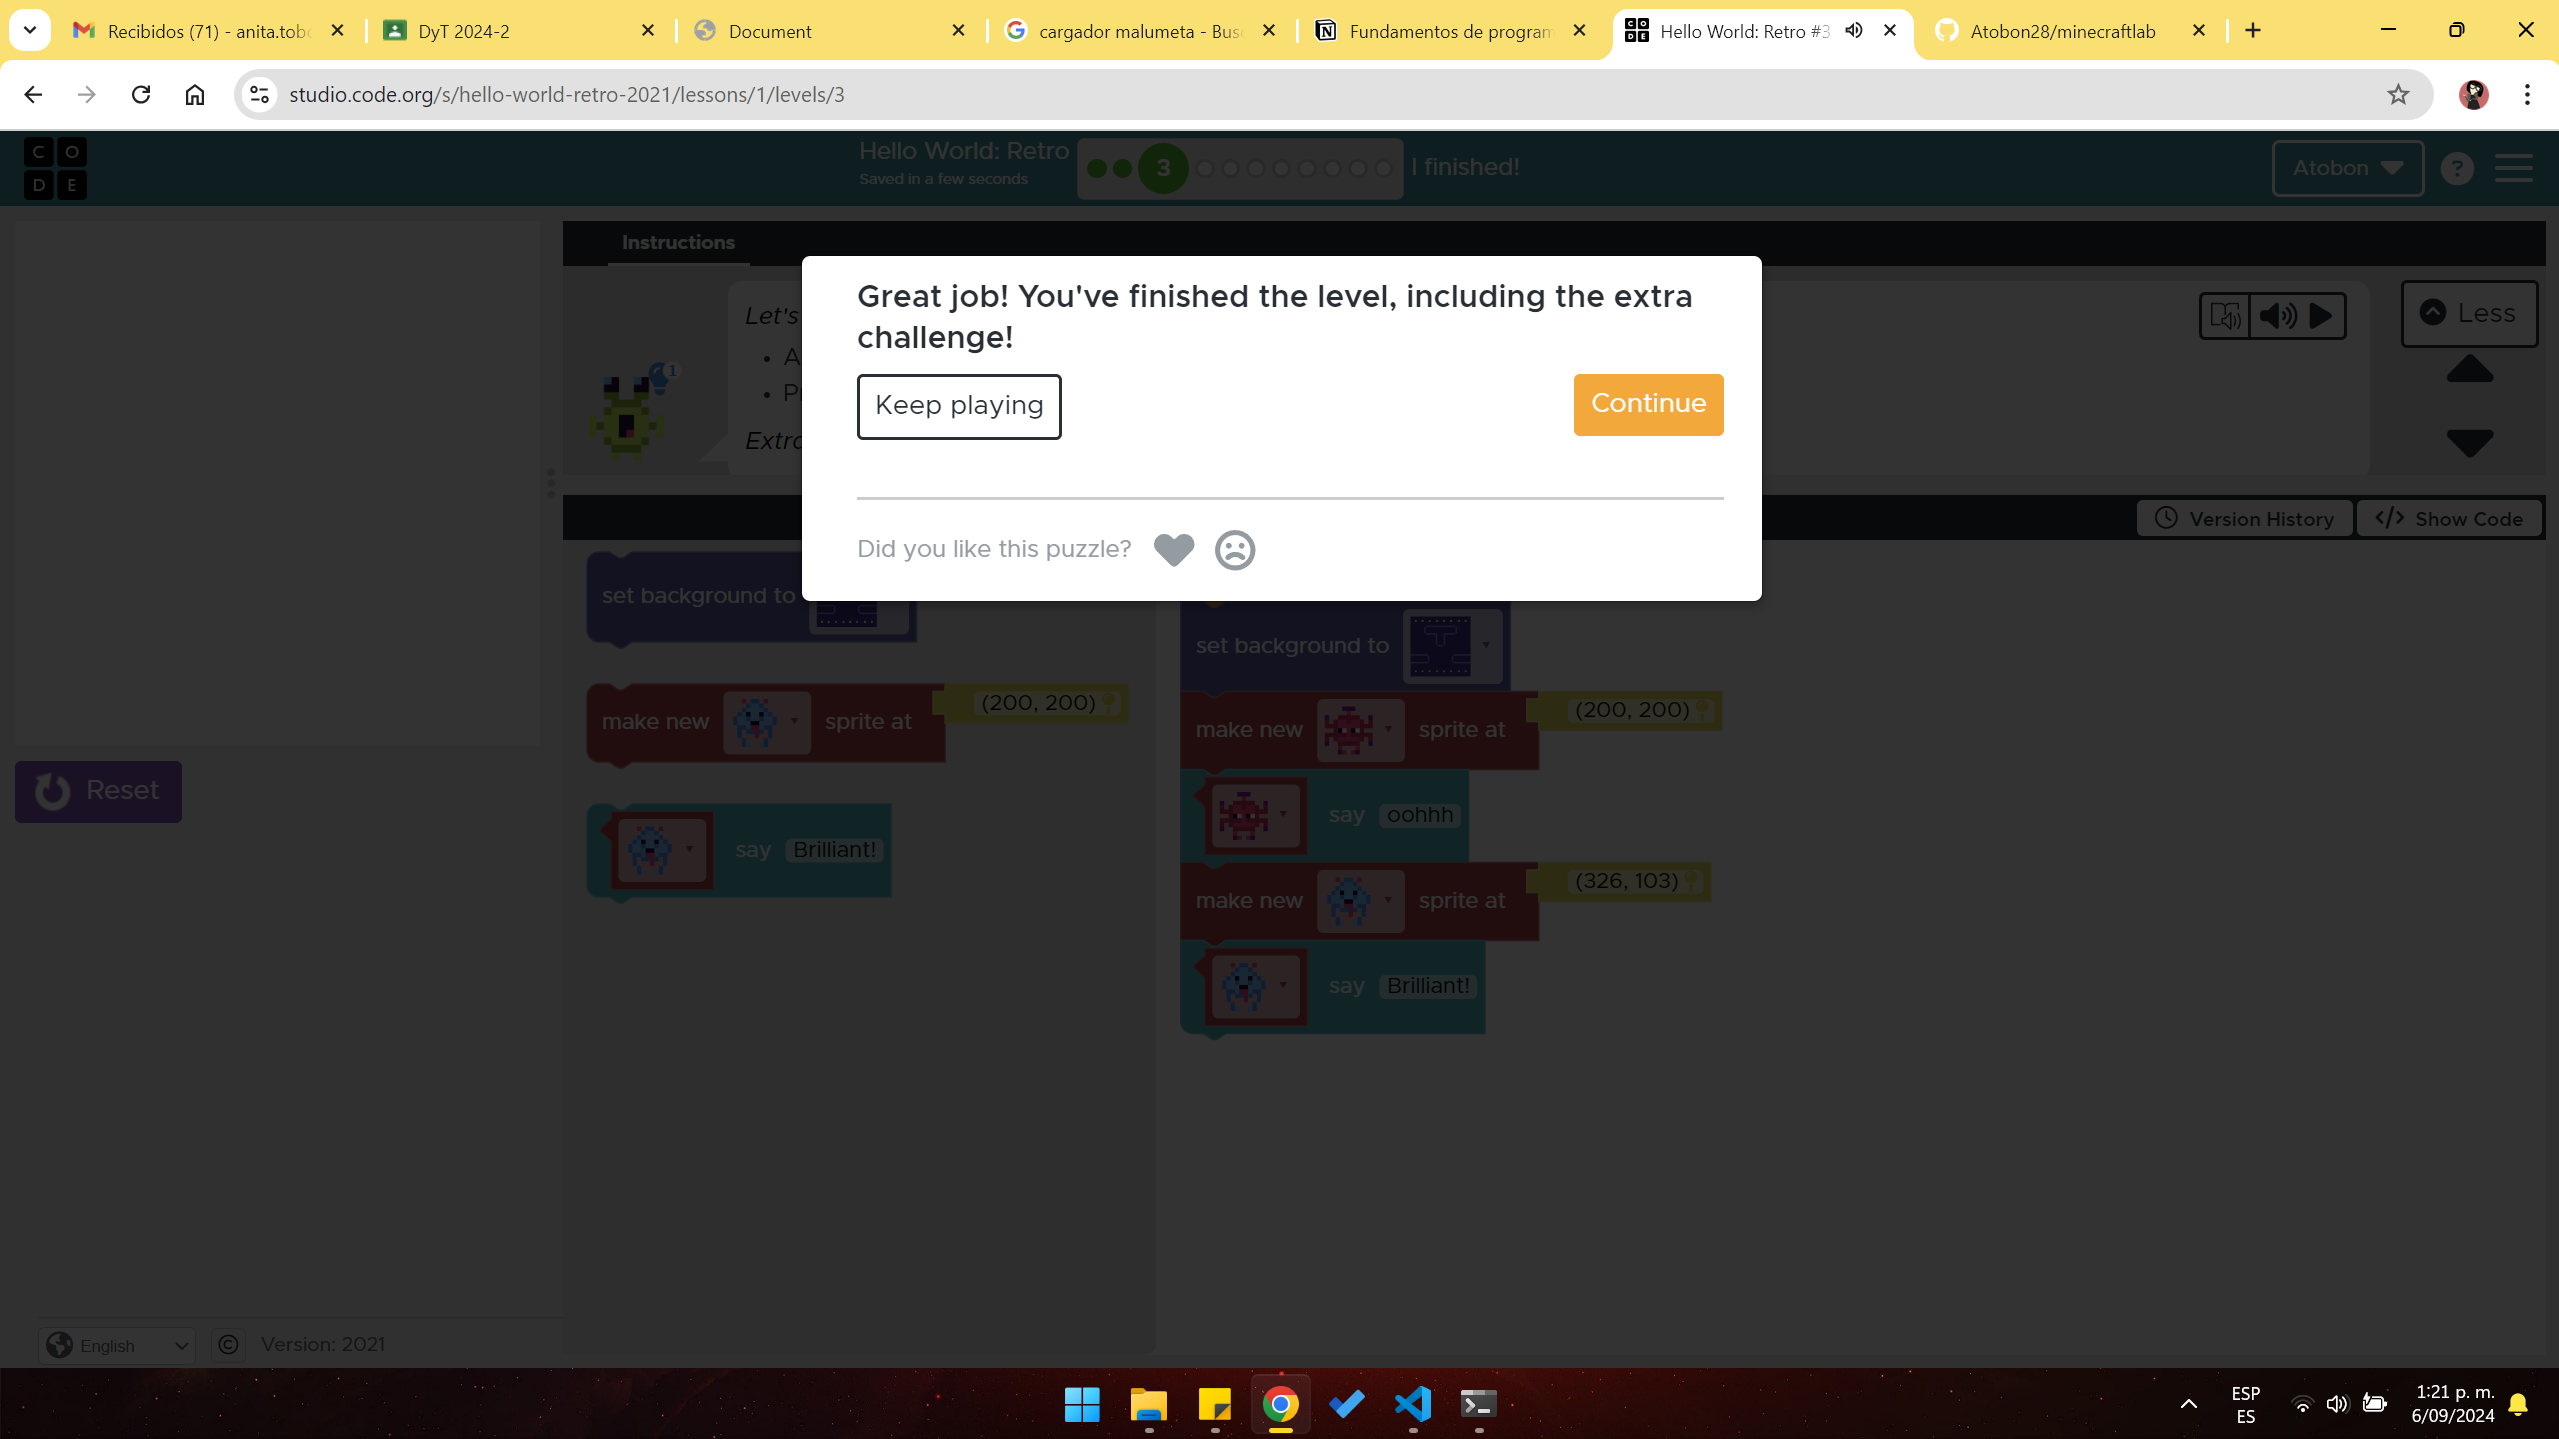 Recibidos (71) - anita.tobo
DyT 2024-2
Document
cargador malumeta - Bus
Fundamentos de program
Hello World: Retro #3
Atobon28/minecraftlab
studio.code.org/s/hello-world-retro-2021/lessons/1/levels/3
C O
D E
Hello World: Retro
Saved in a few seconds
3
I finished!
Atobon
?
Instructions
Let's
A
P
Extra
1
Less
Great job! You've finished the level, including the extra
challenge!
Keep playing
Continue
Did you like this puzzle?
Version History
</> Show Code
set background to
make new sprite at (200, 200)
say Brilliant!
set background to
make new sprite at (200, 200)
say oohhh
make new sprite at (326, 103)
say Brilliant!
Reset
English
© Version: 2021
ESP
ES
1:21 p. m.
6/09/2024